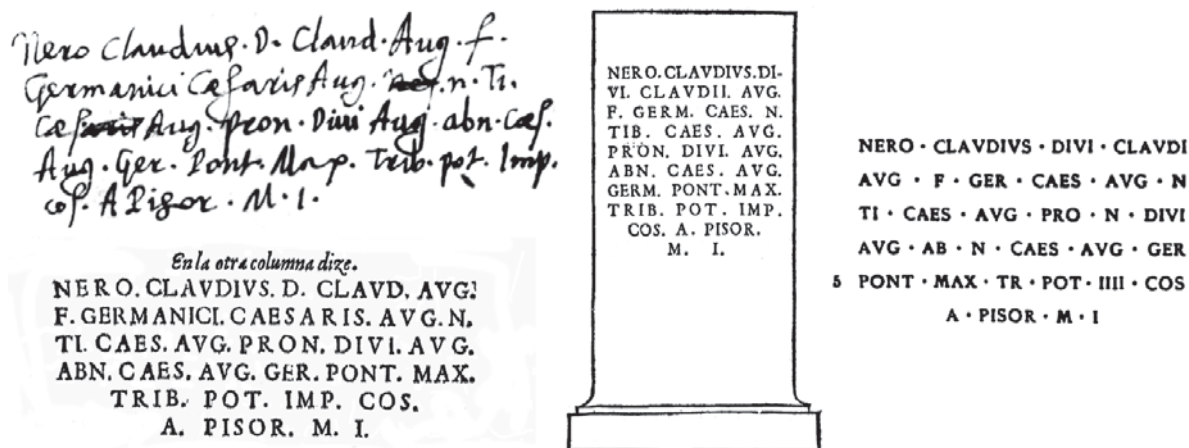 Nero Claudius. D. Claud. Aug. f.
Germanici Cæsaris Aug. n. Ti.
Cæs. Aug. pron. Divi Aug. abn. Cæs.
Aug. Ger. Pont. Max. Trib. pot. Imp.
cos. A Pisor. M. I.
En la otra columna dize.
NERO. CLAVDIVS. D. CLAVD. AVG.
F. GERMANICI. CAESARIS. AVG. N.
TI. CAES. AVG. PRON. DIVI. AVG.
ABN. CAES. AVG. GER. PONT. MAX.
TRIB. POT. IMP. COS.
A. PISOR. M. I.
NERO. CLAVDIVS. DI-
VI. CLAVDII. AVG.
F. GERM. CAES. N.
TIB. CAES. AVG.
PRON. DIVI. AVG.
ABN. CAES. AVG.
GERM. PONT. MAX.
TRIB. POT. IMP.
COS. A. PISOR.
M. I.
NERO · CLAVDIVS · DIVI · CLAVDI
AVG · F · GER · CAES · AVG · N
TI · CAES · AVG · PRO · N · DIVI
AVG · AB · N · CAES · AVG · GER
5 PONT · MAX · TR · POT · IIII · COS
A · PISOR · M · I